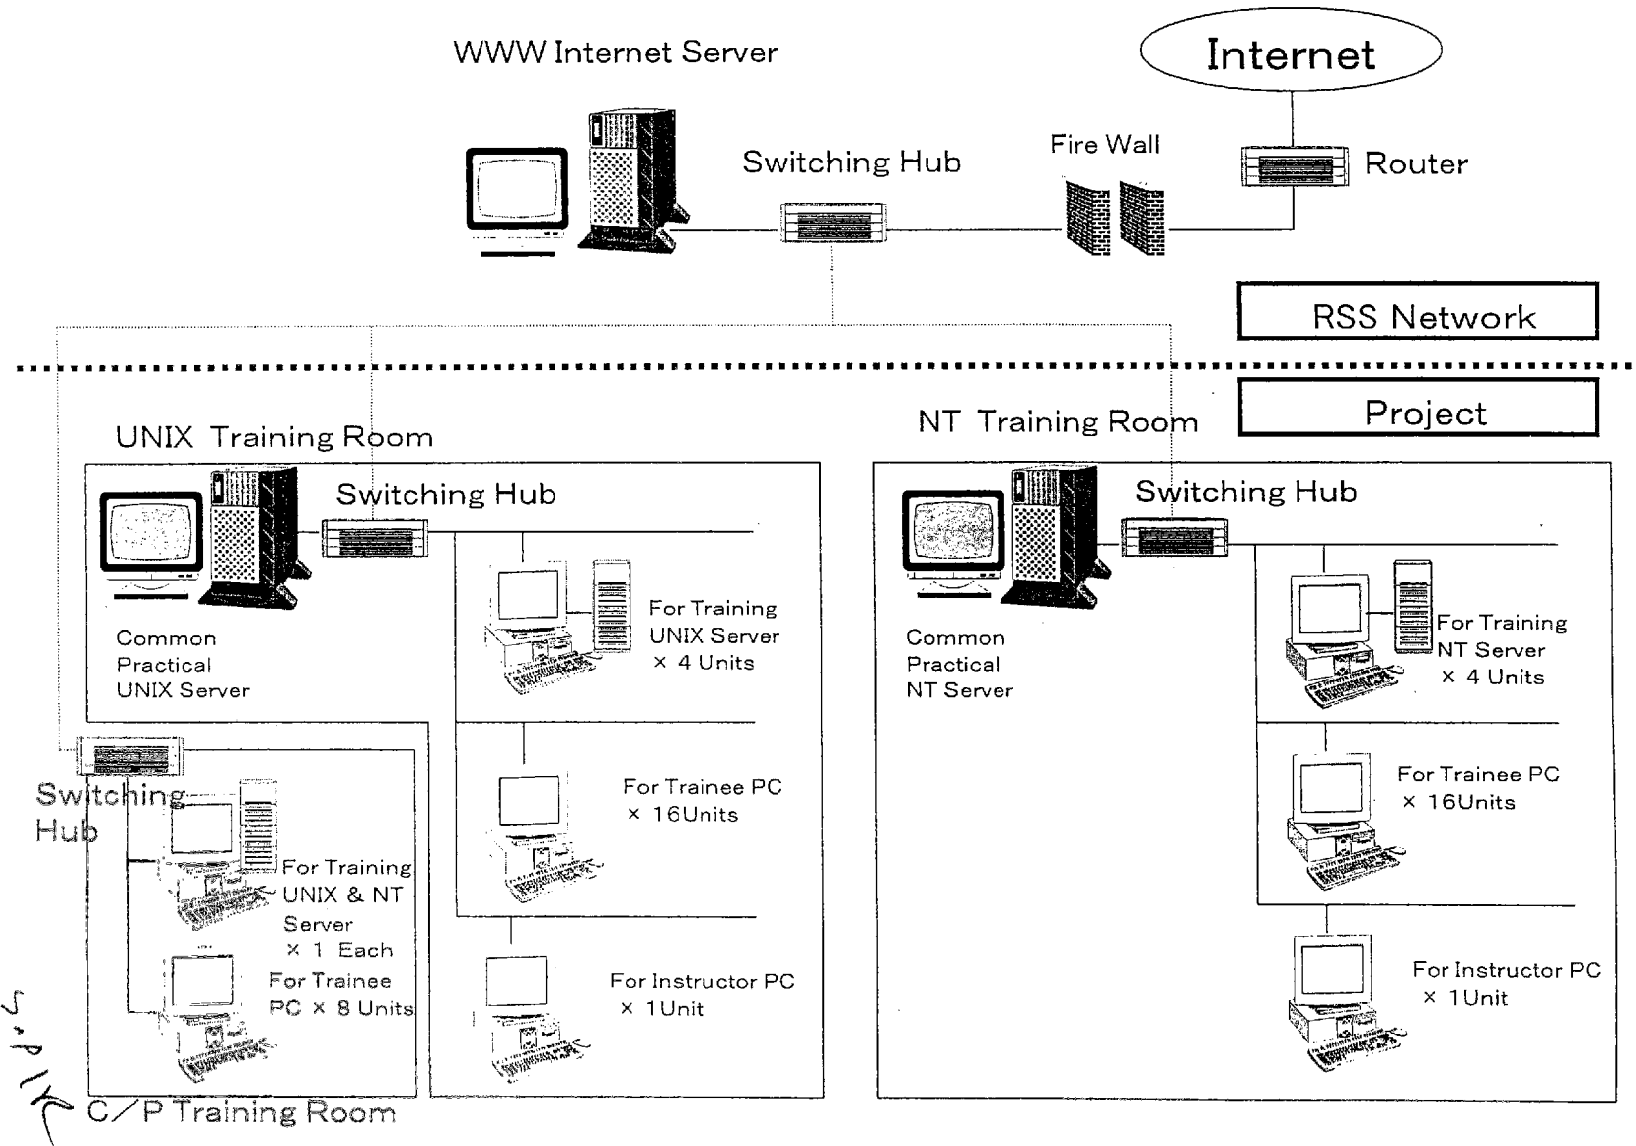 WWW Internet Server
Internet
Switching Hub
Fire Wall
Router
RSS Network
Project
UNIX Training Room
NT Training Room
Switching Hub
Common
Practical
UNIX Server
For Training
UNIX Server
× 4 Units
For Trainee PC
× 16Units
For Instructor PC
× 1Unit
Switching Hub
Common
Practical
NT Server
For Training
NT Server
× 4 Units
For Trainee PC
× 16Units
For Instructor PC
× 1Unit
Switching
Hub
For Training
UNIX & NT
Server
× 1 Each
For Trainee
PC × 8 Units
C/P Training Room